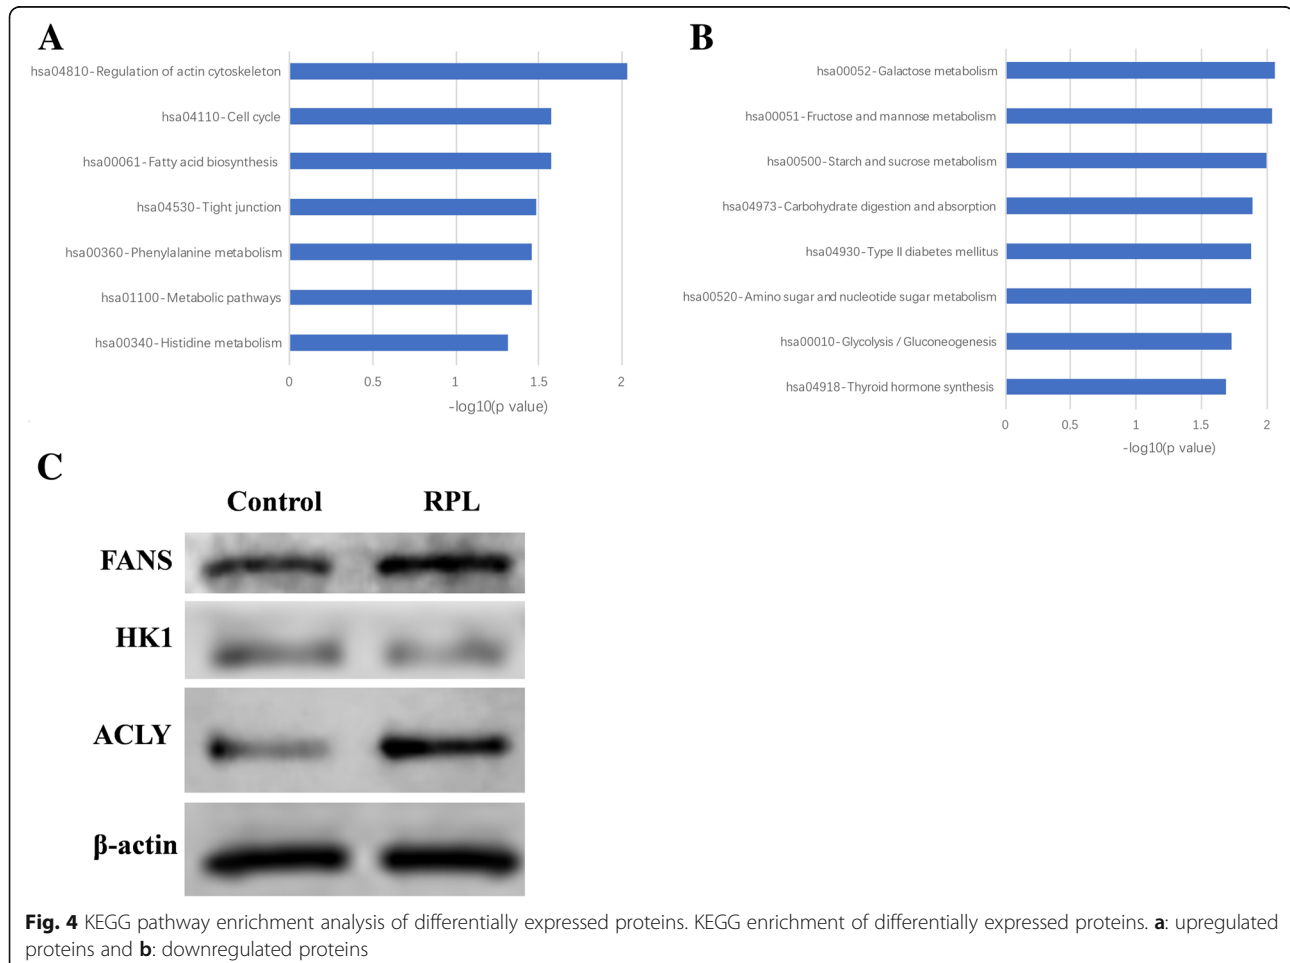 A
hsa04810-Regulation of actin cytoskeleton
hsa04110-Cell cycle
hsa00061-Fatty acid biosynthesis
hsa04530-Tight junction
hsa00360-Phenylalanine metabolism
hsa01100-Metabolic pathways
hsa00340-Histidine metabolism
0 0.5 1 1.5 2
-log10(p value)
B
hsa00052-Galactose metabolism
hsa00051-Fructose and mannose metabolism
hsa00500-Starch and sucrose metabolism
hsa04973-Carbohydrate digestion and absorption
hsa04930-Type II diabetes mellitus
hsa00520-Amino sugar and nucleotide sugar metabolism
hsa00010-Glycolysis / Gluconeogenesis
hsa04918-Thyroid hormone synthesis
0 0.5 1 1.5 2
-log10(p value)
C
Control RPL
FANS
HK1
ACLY
β-actin
Fig. 4 KEGG pathway enrichment analysis of differentially expressed proteins. KEGG enrichment of differentially expressed proteins. a: upregulated
proteins and b: downregulated proteins